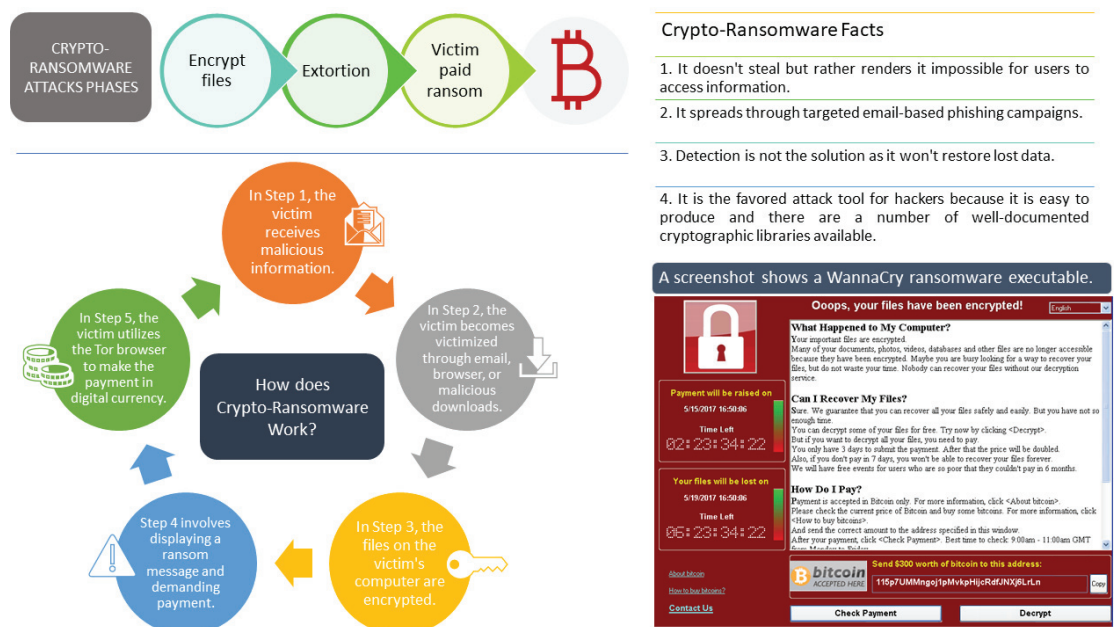 CRYPTO-
RANSOMWARE
ATTACKS PHASES
Encrypt
files
Extortion
Victim
paid
ransom
In Step 1, the
victim
receives
malicious
information.
In Step 2, the
victim becomes
victimized
through email,
browser, or
malicious
downloads.
In Step 3, the
files on the
victim's
computer are
encrypted.
Step 4 involves
displaying a
ransom
message and
demanding
payment.
In Step 5, the
victim utilizes
the Tor browser
to make the
payment in
digital currency.
How does
Crypto-Ransomware
Work?
Crypto-Ransomware Facts
1. It doesn't steal but rather renders it impossible for users to
access information.
2. It spreads through targeted email-based phishing campaigns.
3. Detection is not the solution as it won't restore lost data.
4. It is the favored attack tool for hackers because it is easy to
produce and there are a number of well-documented
cryptographic libraries available.
A screenshot shows a WannaCry ransomware executable.
Ooops, your files have been encrypted!
English
What Happened to My Computer?
Your important files are encrypted.
Many of your documents, photos, videos, databases and other files are no longer accessible
because they have been encrypted. Maybe you are busy looking for a way to recover your
files, but do not waste your time. Nobody can recover your files without our decryption
service.
Can I Recover My Files?
Sure. We guarantee that you can recover all your files safely and easily. But you have not so
enough time.
You can decrypt some of your files for free. Try now by clicking <Decrypt>.
But if you want to decrypt all your files, you need to pay.
You only have 3 days to submit the payment. After that the price will be doubled.
Also, if you don't pay in 7 days, you won't be able to recover your files forever.
We will have free events for users who are so poor that they couldn't pay in 6 months.
How Do I Pay?
Payment is accepted in Bitcoin only. For more information, click <About bitcoin>.
Please check the current price of Bitcoin and buy some bitcoins. For more information, click
<How to buy bitcoins>.
And send the correct amount to the address specified in this window.
After your payment, click <Check Payment>. Best time to check: 9:00am - 11:00am GMT
from Monday to Friday
Payment will be raised on
5/15/2017 16:50:06
Time Left
02:23:34:22
Your files will be lost on
5/19/2017 16:50:06
Time Left
06:23:34:22
About bitcoin
How to buy bitcoins?
Contact Us
bitcoin
ACCEPTED HERE
Send $300 worth of bitcoin to this address:
115p7UMMngoj1pMvkpHijcRdfJNXj6LrLn
Copy
Check Payment
Decrypt